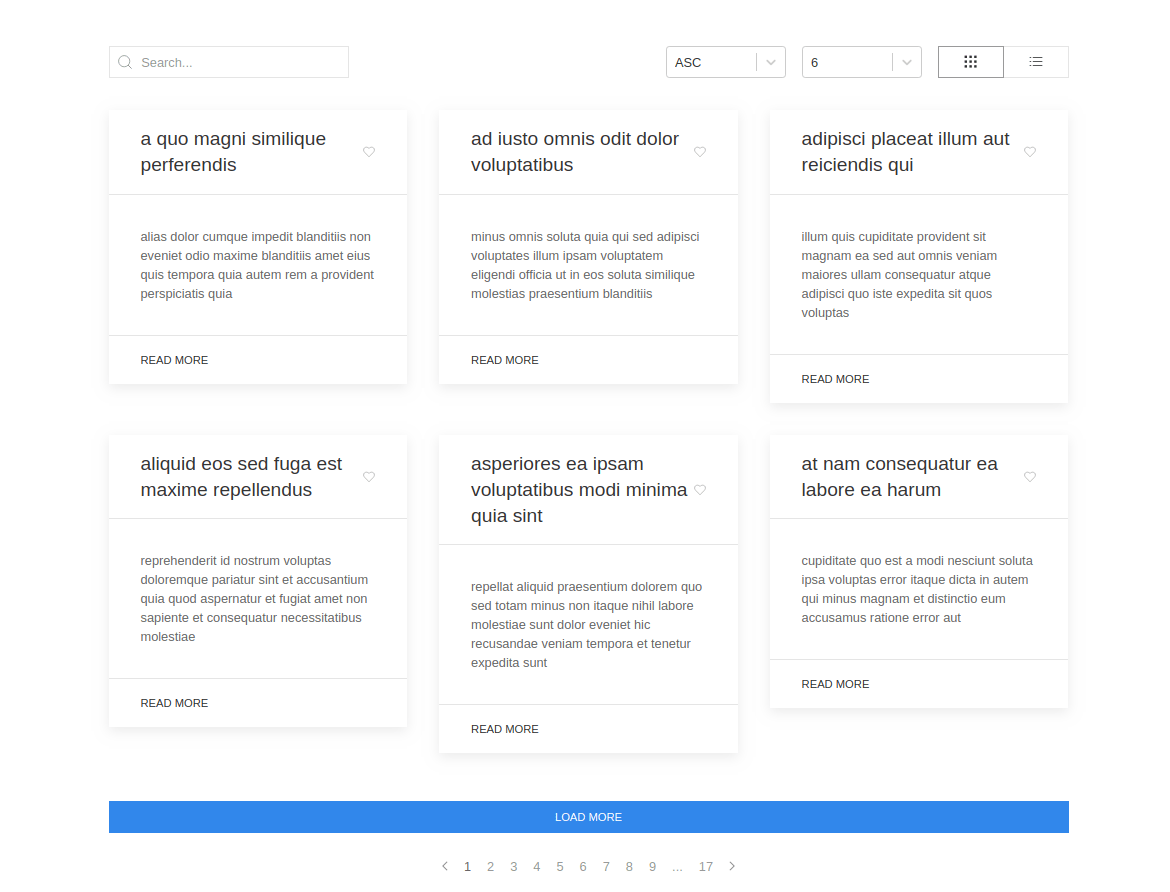 Search...
ASC
6
a quo magni similique
perferendis
alias dolor cumque impedit blanditiis non
eveniet odio maxime blanditiis amet eius
quis tempora quia autem rem a provident
perspiciatis quia
READ MORE
ad iusto omnis odit dolor
voluptatibus
minus omnis soluta quia qui sed adipisci
voluptates illum ipsam voluptatem
eligendi officia ut in eos soluta similique
molestias praesentium blanditiis
READ MORE
adipisci placeat illum aut
reiciendis qui
illum quis cupiditate provident sit
magnam ea sed aut omnis veniam
maiores ullam consequatur atque
adipisci quo iste expedita sit quos
voluptas
READ MORE
aliquid eos sed fuga est
maxime repellendus
reprehenderit id nostrum voluptas
doloremque pariatur sint et accusantium
quia quod aspernatur et fugiat amet non
sapiente et consequatur necessitatibus
molestiae
READ MORE
asperiores ea ipsam
voluptatibus modi minima
quia sint
repellat aliquid praesentium dolorem quo
sed totam minus non itaque nihil labore
molestiae sunt dolor eveniet hic
recusandae veniam tempora et tenetur
expedita sunt
READ MORE
at nam consequatur ea
labore ea harum
cupiditate quo est a modi nesciunt soluta
ipsa voluptas error itaque dicta in autem
qui minus magnam et distinctio eum
accusamus ratione error aut
READ MORE
LOAD MORE
1 2 3 4 5 6 7 8 9 ... 17